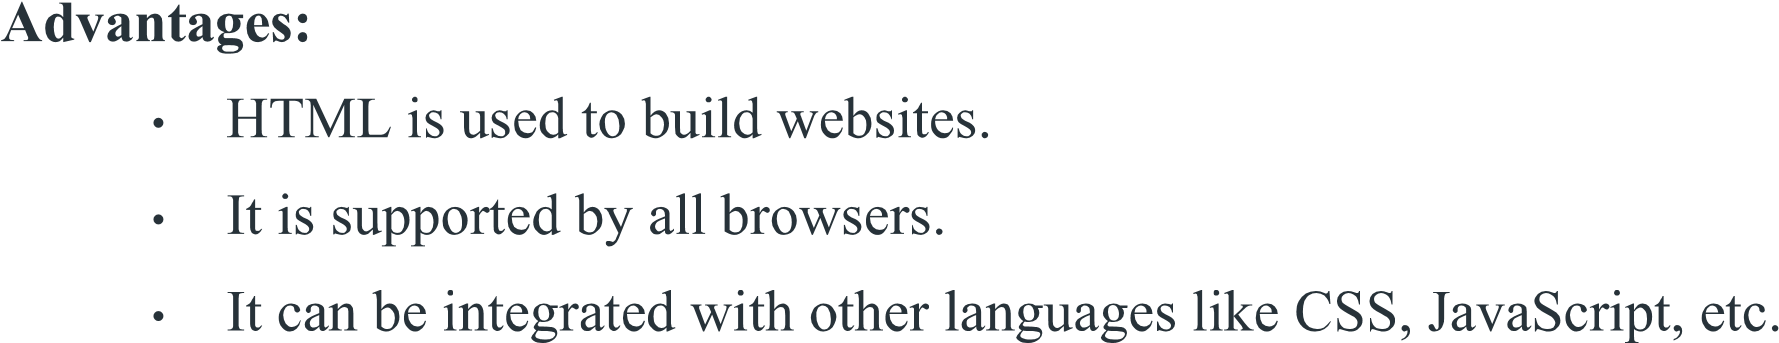 Advantages:
• HTML is used to build websites.
• It is supported by all browsers.
• It can be integrated with other languages like CSS, JavaScript, etc.